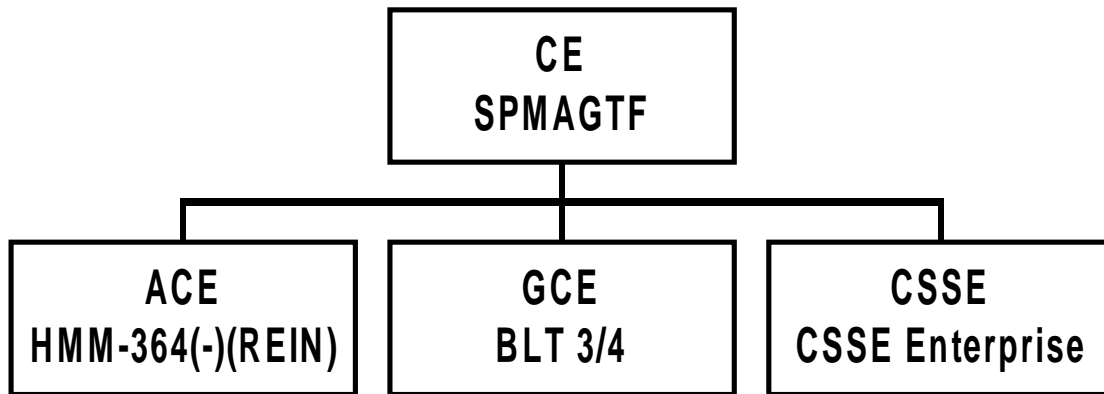 CE
SPMAGTF
ACE
HMM-364(-)(REIN)
GCE
BLT 3/4
CSSE
CSSE Enterprise